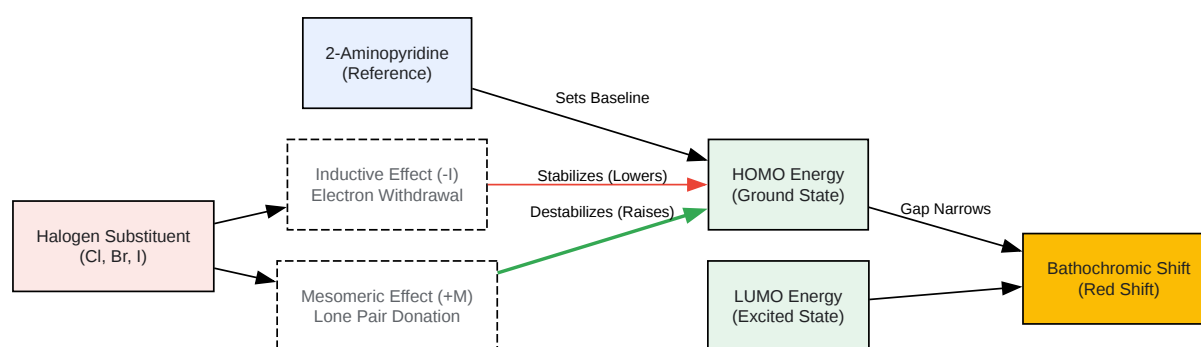 2-Aminopyridine
(Reference)
Sets Baseline
Inductive Effect (-I)
Electron Withdrawal
Stabilizes (Lowers)
HOMO Energy
(Ground State)
Destabilizes (Raises)
Gap Narrows
Halogen Substituent
(Cl, Br, I)
Mesomeric Effect (+M)
Lone Pair Donation
LUMO Energy
(Excited State)
Bathochromic Shift
(Red Shift)